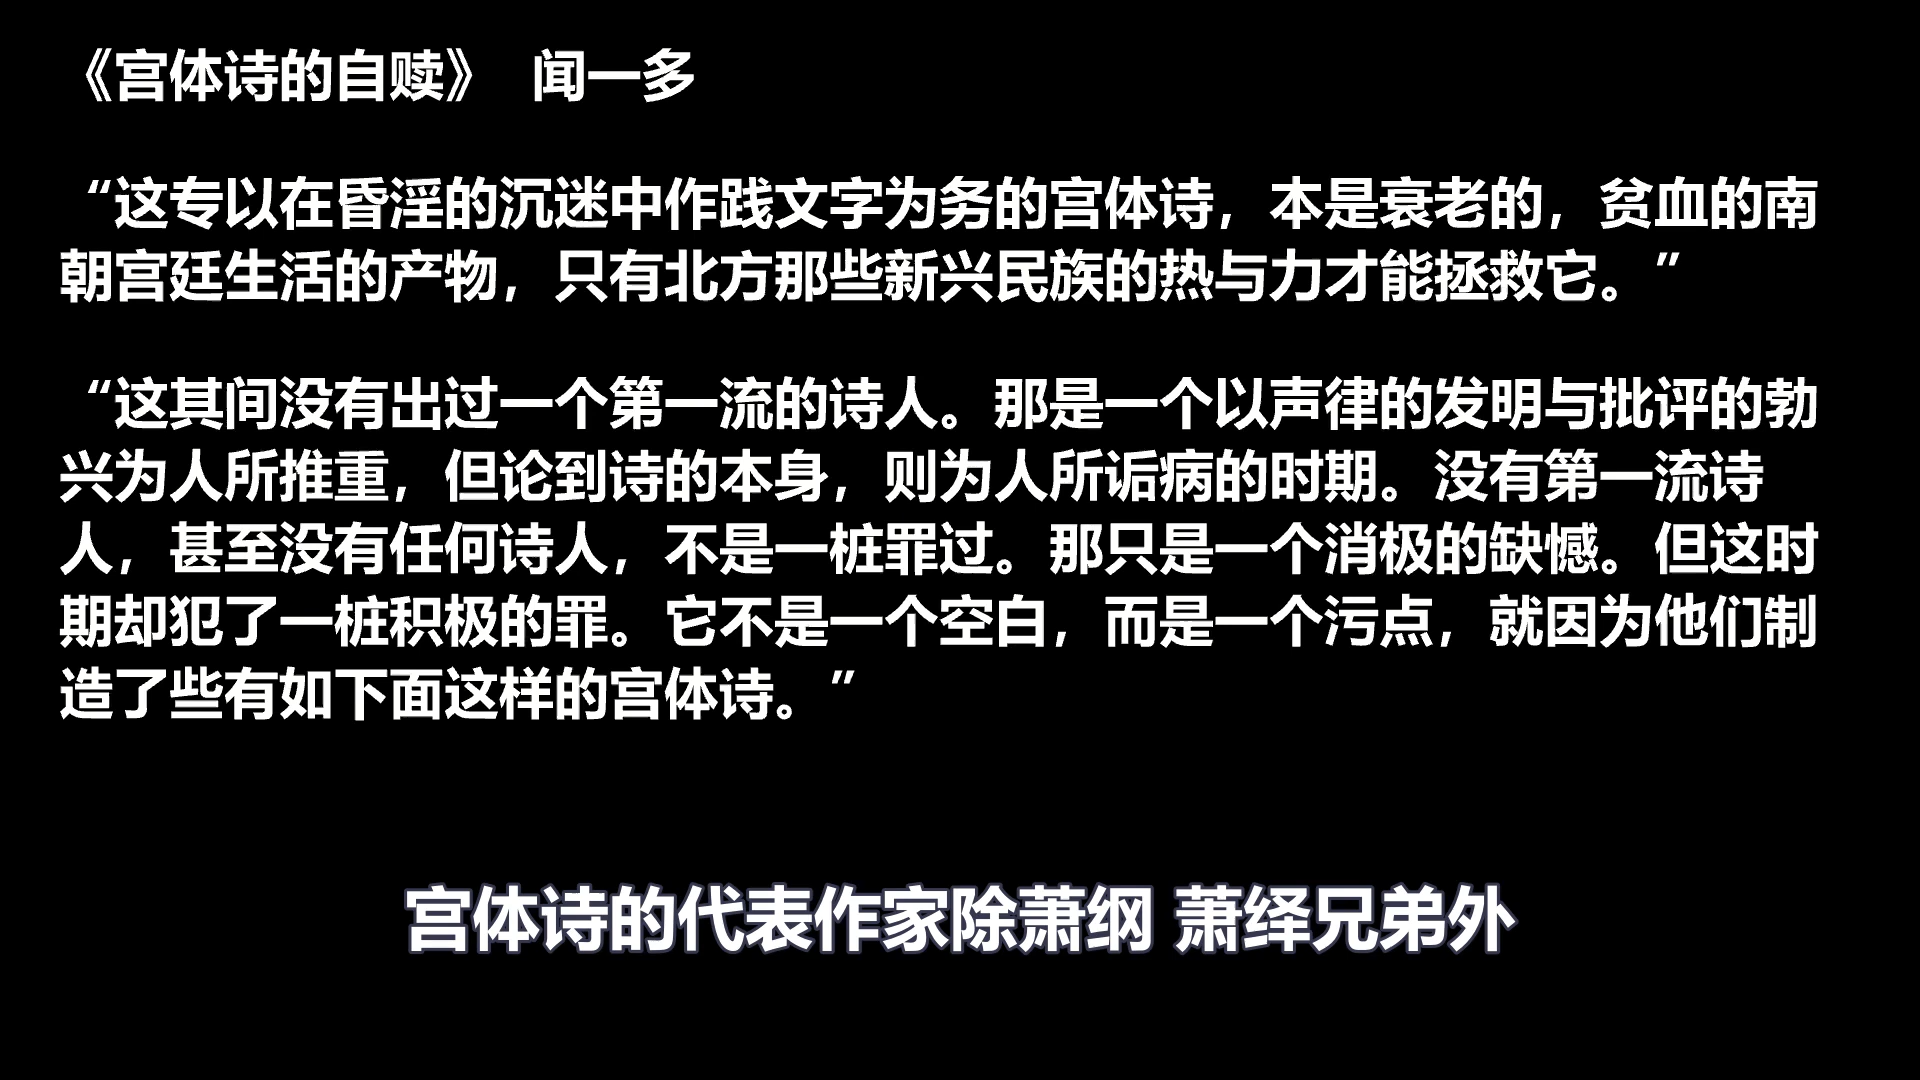 《宫体诗的自赎》 闻一多
“这专以在昏淫的沉迷中作践文字为务的宫体诗，本是衰老的，贫血的南
朝宫廷生活的产物，只有北方那些新兴民族的热与力才能拯救它。”
“这其间没有出过一个第一流的诗人。那是一个以声律的发明与批评的勃
兴为人所推重，但论到诗的本身，则为人所诟病的时期。没有第一流诗
人，甚至没有任何诗人，不是一桩罪过。那只是一个消极的缺憾。但这时
期却犯了一桩积极的罪。它不是一个空白，而是一个污点，就因为他们制
造了些有如下面这样的宫体诗。”
宫体诗的代表作家除萧纲 萧绎兄弟外